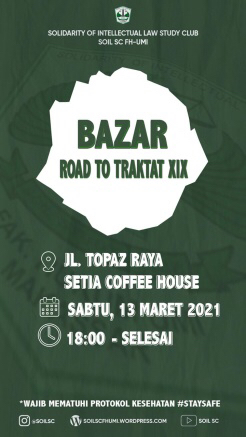 SOLIDARITY OF INTELLECTUAL LAW STUDY CLUB
SOIL SC FH-UMI
BAZAR
ROAD TO TRAKTAT XIX
JL. TOPAZ RAYA
SETIA COFFEE HOUSE
SABTU, 13 MARET 2021
18:00 - SELESAI
*WAJIB MEMATUHI PROTOKOL KESEHATAN #STAYSAFE
@SOILSC
SOILSCFHUMI.WORDPRESS.COM
SOIL SC